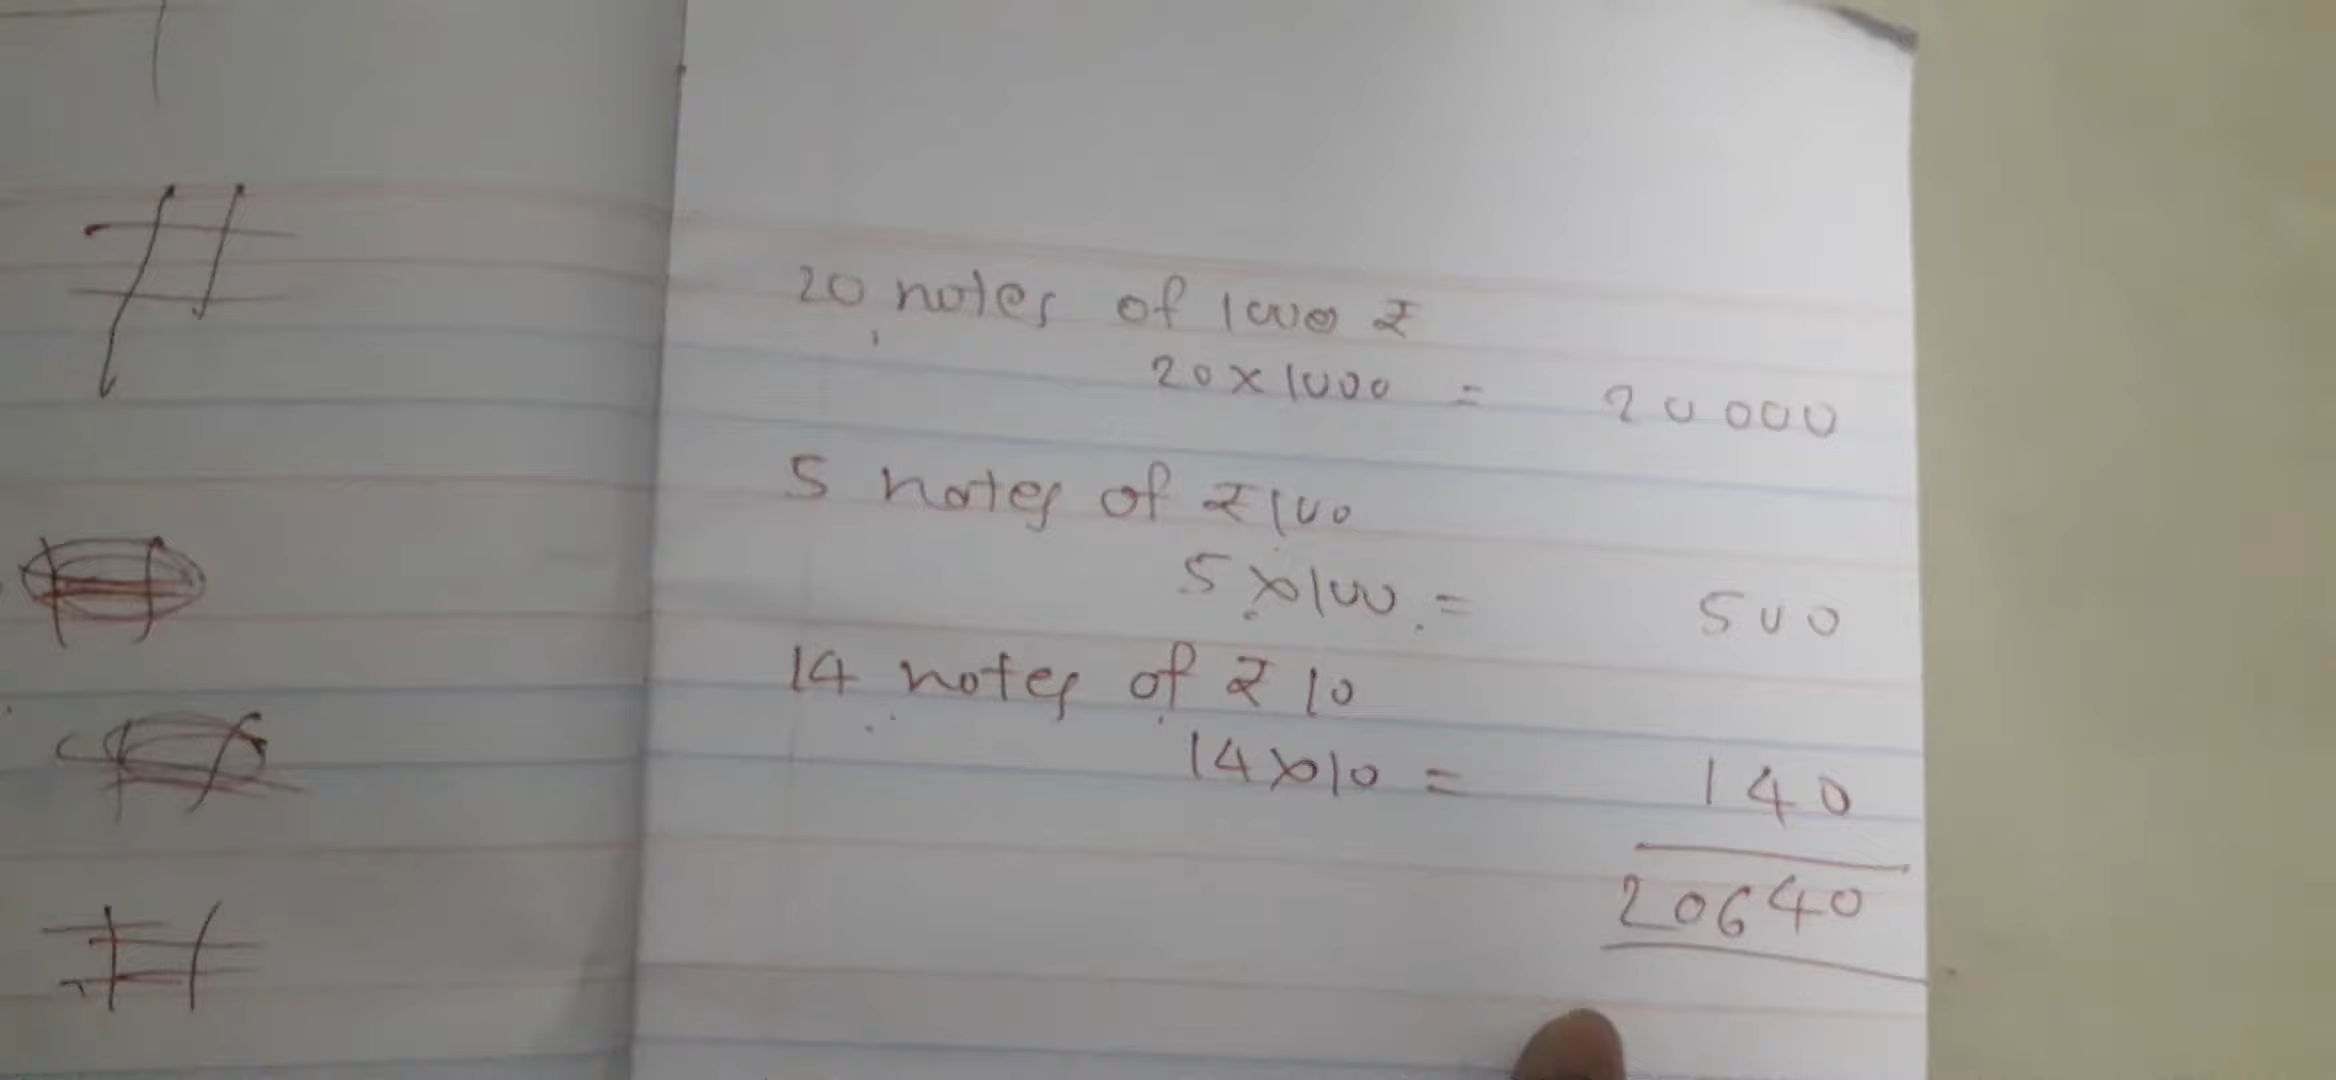 20 notes of 1000 ₹
20 x 1000 = 20000
5 notes of ₹100
5 x 100 = 500
14 notes of ₹ 10
14 x 10 = 140
20640